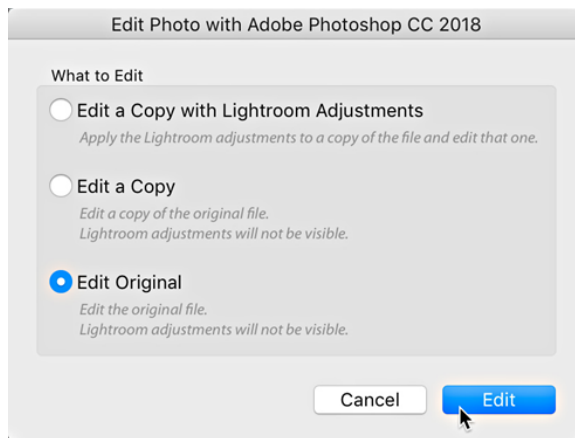 Edit Photo with Adobe Photoshop CC 2018
What to Edit
Edit a Copy with Lightroom Adjustments
Apply the Lightroom adjustments to a copy of the file and edit that one.
Edit a Copy
Edit a copy of the original file.
Lightroom adjustments will not be visible.
Edit Original
Edit the original file.
Lightroom adjustments will not be visible.
Cancel Edit